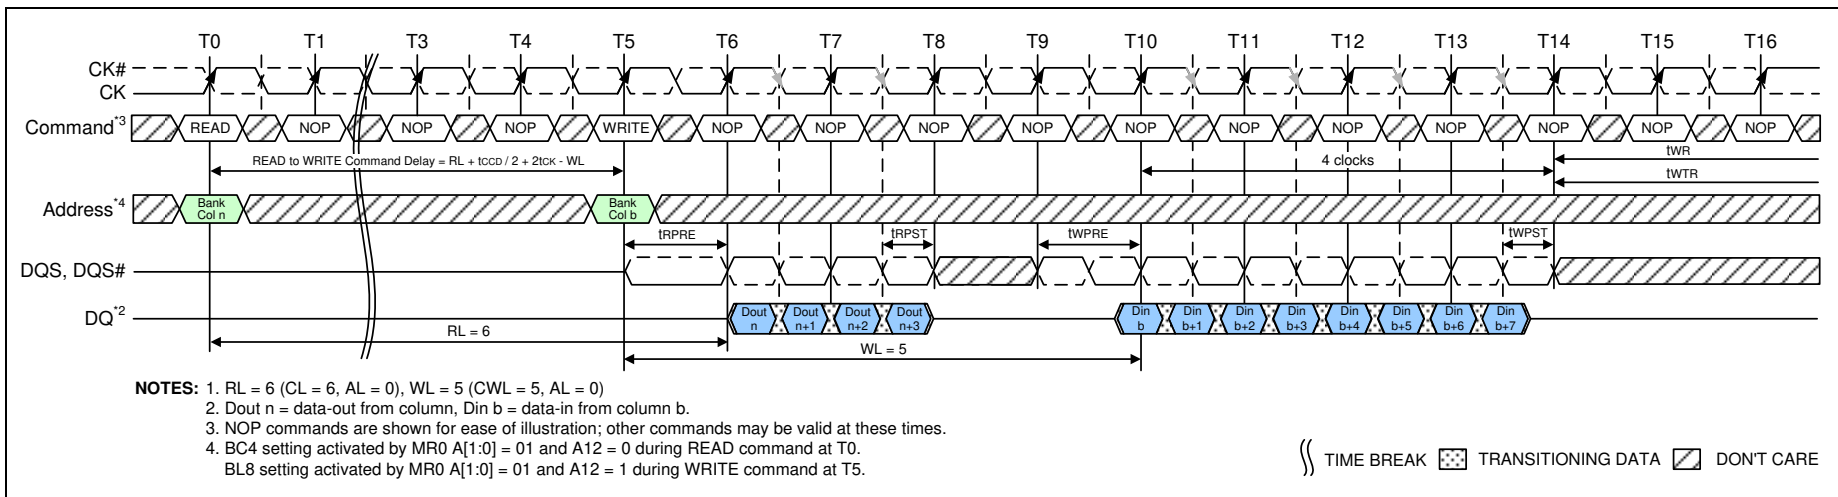 T0 T1 T3 T4 T5 T6 T7 T8 T9 T10 T11 T12 T13 T14 T15 T16
CK#
CK
Command*3 READ NOP NOP NOP WRITE NOP NOP NOP NOP NOP NOP NOP NOP NOP NOP NOP
READ to WRITE Command Delay = RL + tCCD / 2 + 2tCK - WL 4 clocks tWR
tWTR
Address*4 Bank Col n Bank Col b
tRPRE tRPST tWPRE tWPST
DQS, DQS#
DQ*2 Dout n Dout n+1 Dout n+2 Dout n+3 Din b Din b+1 Din b+2 Din b+3 Din b+4 Din b+5 Din b+6 Din b+7
RL = 6
WL = 5
NOTES: 1. RL = 6 (CL = 6, AL = 0), WL = 5 (CWL = 5, AL = 0)
2. Dout n = data-out from column, Din b = data-in from column b.
3. NOP commands are shown for ease of illustration; other commands may be valid at these times.
4. BC4 setting activated by MR0 A[1:0] = 01 and A12 = 0 during READ command at T0.
BL8 setting activated by MR0 A[1:0] = 01 and A12 = 1 during WRITE command at T5.
TIME BREAK TRANSITIONING DATA DON'T CARE